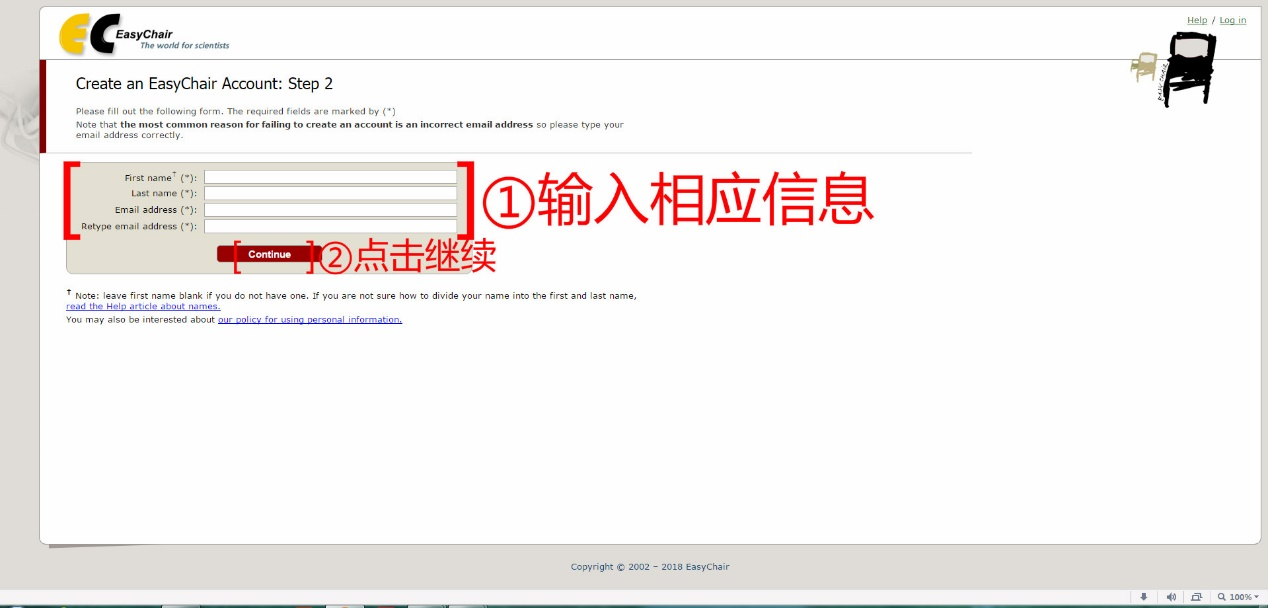 EC EasyChair
The world for scientists
Help / Log in
easychair
Create an EasyChair Account: Step 2
Please fill out the following form. The required fields are marked by (*)
Note that the most common reason for failing to create an account is an incorrect email address so please type your
email address correctly.
First name† (*):
Last name (*):
Email address (*):
Retype email address (*):
[ ]①输入相应信息
Continue
[ ]②点击继续
† Note: leave first name blank if you do not have one. If you are not sure how to divide your name into the first and last name,
read the Help article about names.
You may also be interested about our policy for using personal information.
Copyright © 2002 – 2018 EasyChair
100%